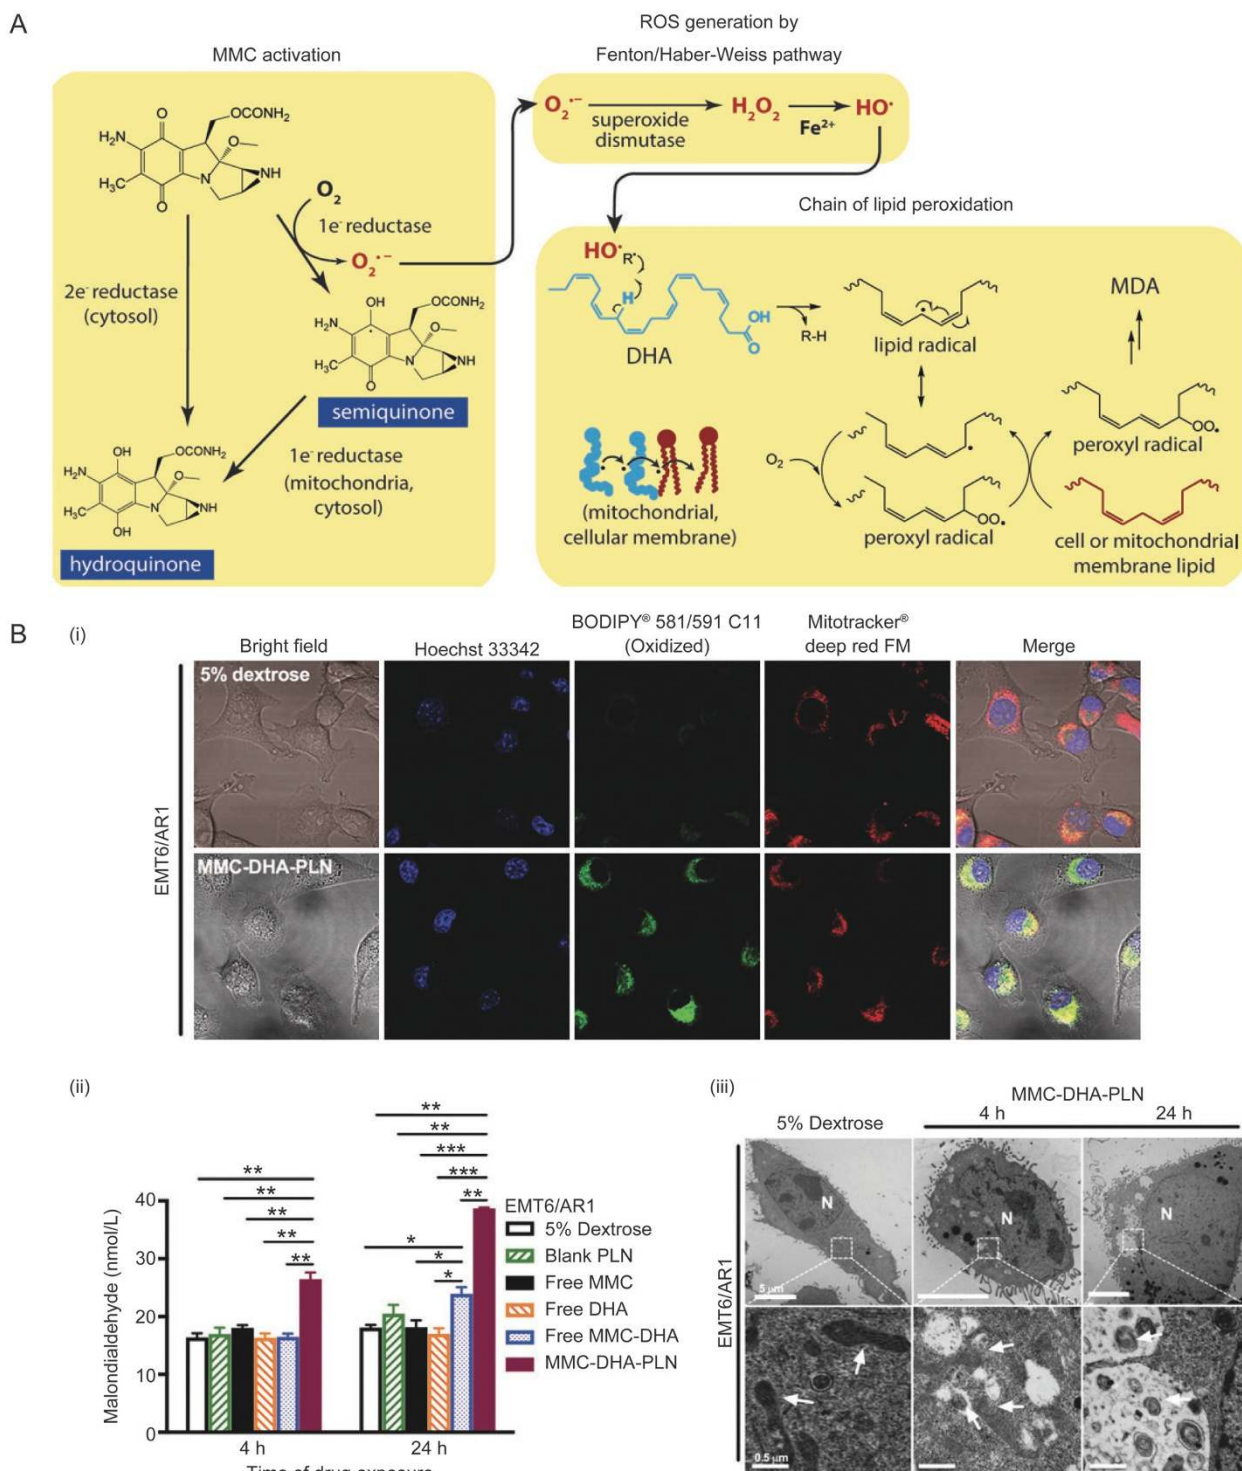 A
MMC activation
ROS generation by
Fenton/Haber-Weiss pathway
H₂N
O
O
OCONH₂
O
N
NH
H₃C
O₂
1e⁻ reductase
O₂•⁻
2e⁻ reductase
(cytosol)
OH
OCONH₂
H₂N
O
N
NH
H₃C
O
semiquinone
1e⁻ reductase
(mitochondria,
cytosol)
OH
OCONH₂
H₂N
O
N
NH
CH₃
OH
hydroquinone
O₂•⁻
superoxide
dismutase
H₂O₂
Fe²⁺
HO•
Chain of lipid peroxidation
HO•
R•
H
OH
O
DHA
R-H
lipid radical
MDA
O₂
OO•
peroxyl radical
OO•
peroxyl radical
cell or mitochondrial
membrane lipid
(mitochondrial,
cellular membrane)
B
(i)
Bright field
Hoechst 33342
BODIPY® 581/591 C11
(Oxidized)
Mitotracker®
deep red FM
Merge
EMT6/AR1
5% dextrose
MMC-DHA-PLN
(ii)
Malondialdehyde (nmol/L)
40
30
20
10
0
**
**
**
**
**
**
**
***
***
**
*
*
*
4 h
24 h
EMT6/AR1
5% Dextrose
Blank PLN
Free MMC
Free DHA
Free MMC-DHA
MMC-DHA-PLN
(iii)
MMC-DHA-PLN
5% Dextrose
4 h
24 h
EMT6/AR1
N
N
N
5 μm
0.5 μm